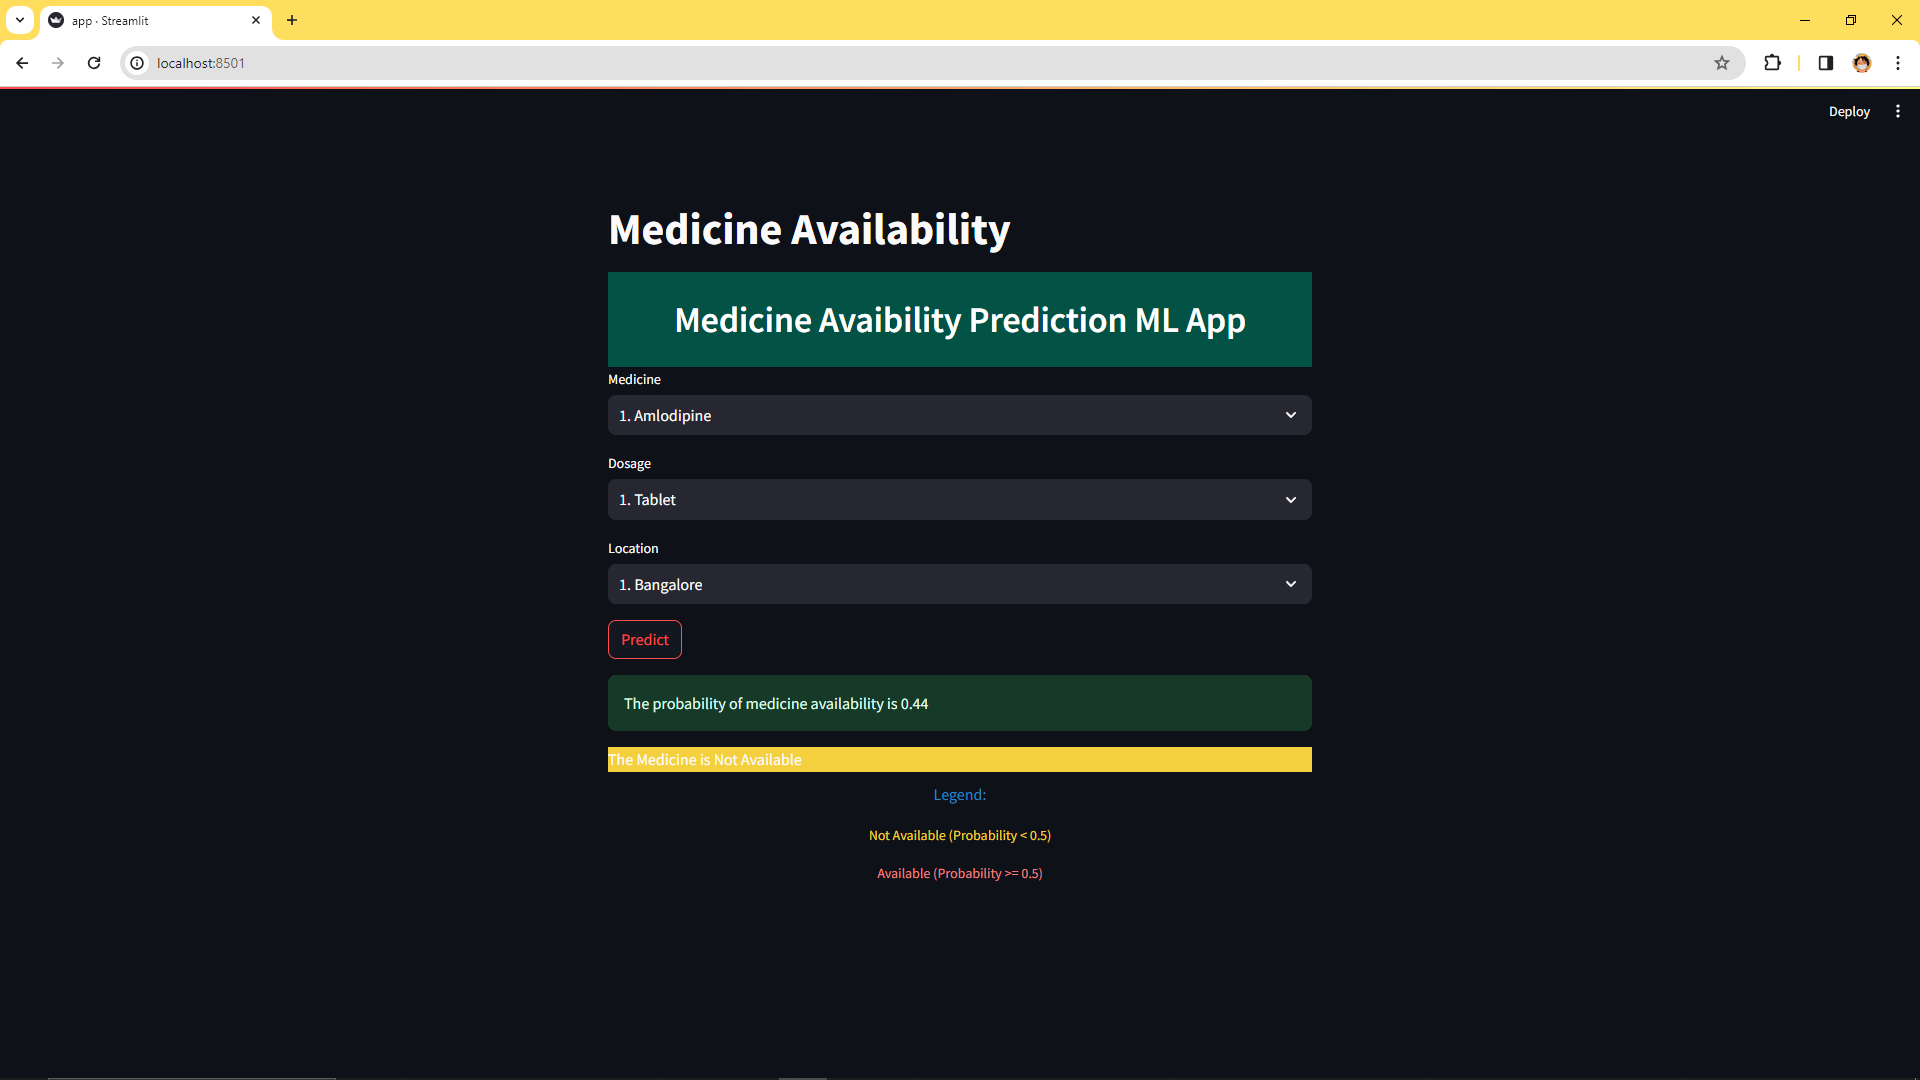 app · Streamlit
localhost:8501
Deploy
Medicine Availability
Medicine Avaibility Prediction ML App
Medicine
1. Amlodipine
Dosage
1. Tablet
Location
1. Bangalore
Predict
The probability of medicine availability is 0.44
The Medicine is Not Available
Legend:
Not Available (Probability < 0.5)
Available (Probability >= 0.5)